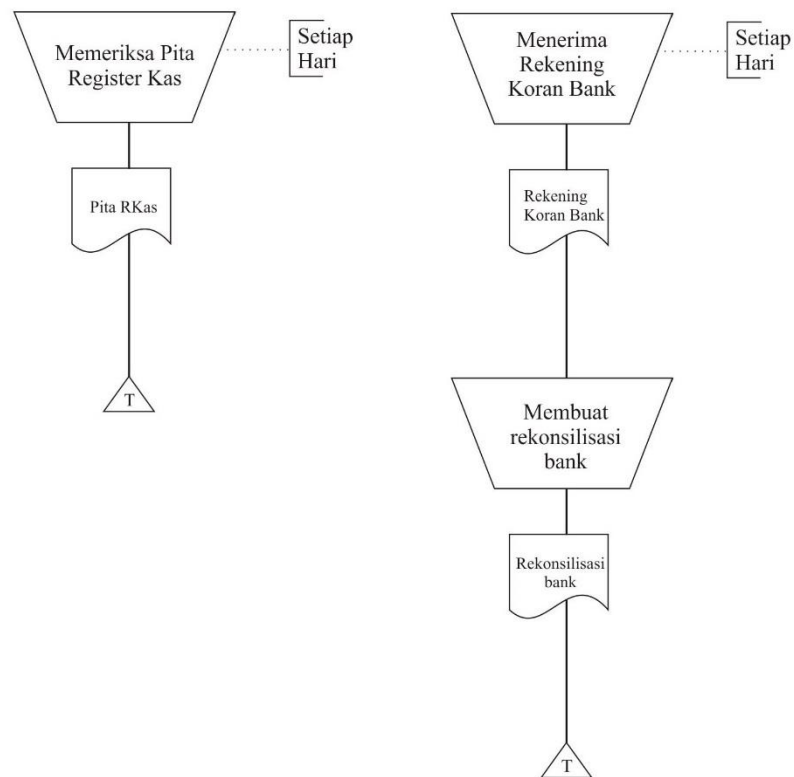 Memeriksa Pita
Register Kas
Setiap
Hari
Pita RKas
T
Menerima
Rekening
Koran Bank
Setiap
Hari
Rekening
Koran Bank
Membuat
rekonsilisasi
bank
Rekonsilisasi
bank
T